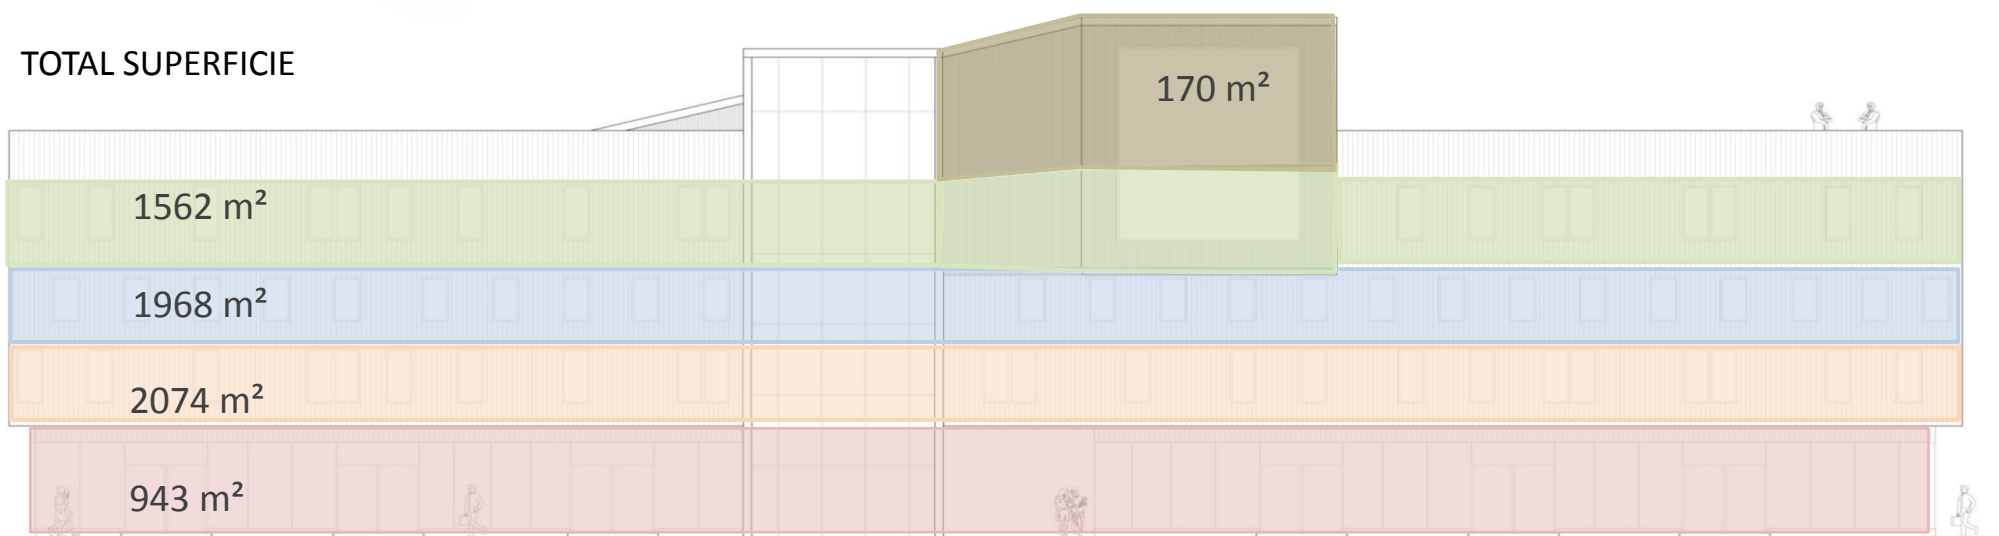 TOTAL SUPERFICIE
170 m²
1562 m²
1968 m²
2074 m²
943 m²